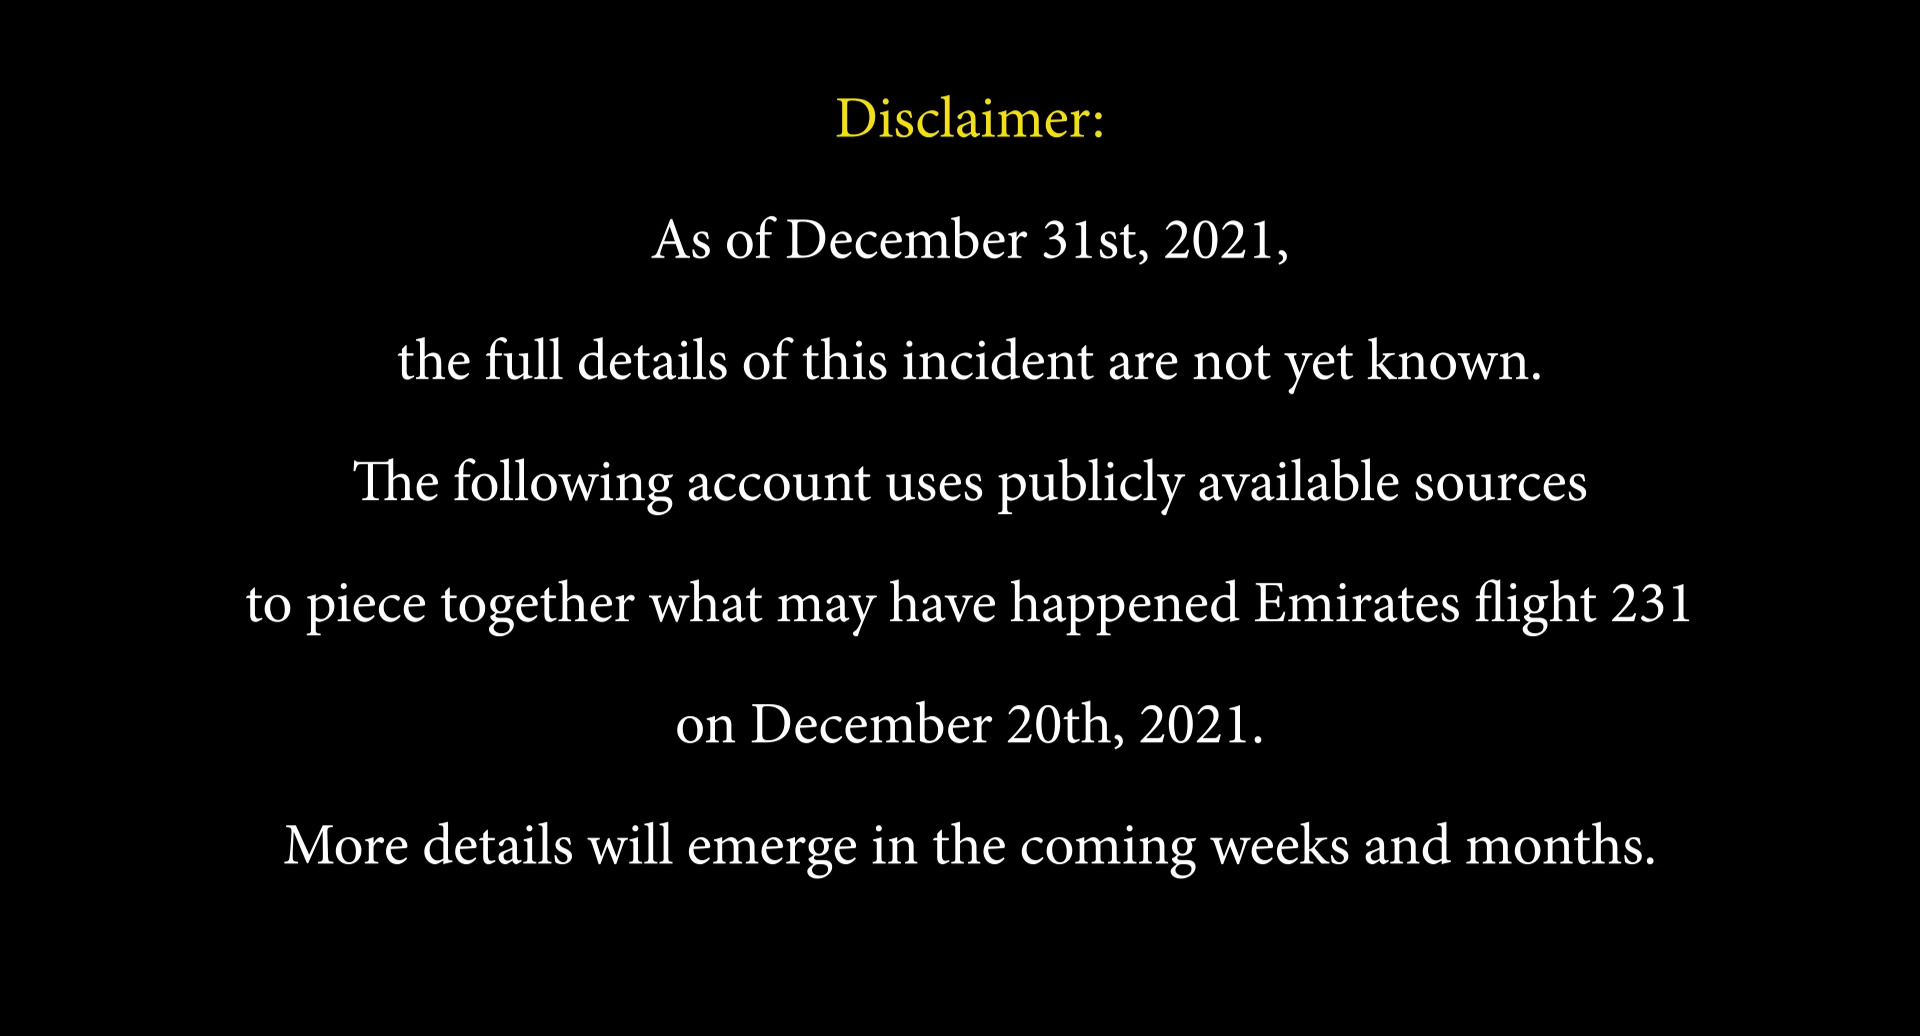 Disclaimer:
As of December 31st, 2021,
the full details of this incident are not yet known.
The following account uses publicly available sources
to piece together what may have happened Emirates flight 231
on December 20th, 2021.
More details will emerge in the coming weeks and months.